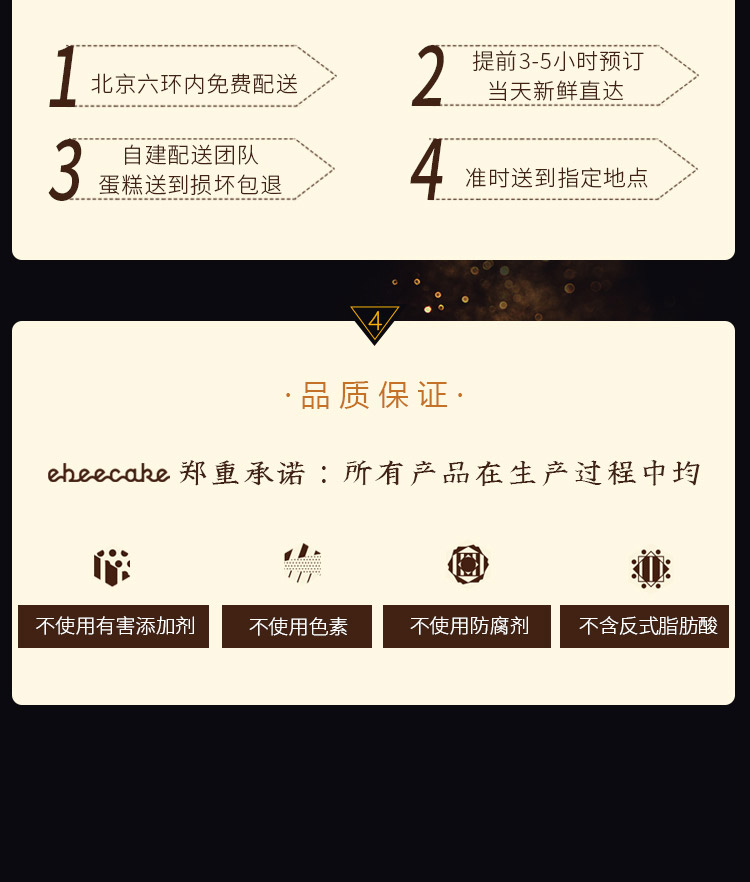 1 北京六环内免费配送
2 提前3-5小时预订
当天新鲜直达
3 自建配送团队
蛋糕送到损坏包退
4 准时送到指定地点
4
·品质保证·
ebeecake 郑重承诺：所有产品在生产过程中均
不使用有害添加剂
不使用色素
不使用防腐剂
不含反式脂肪酸